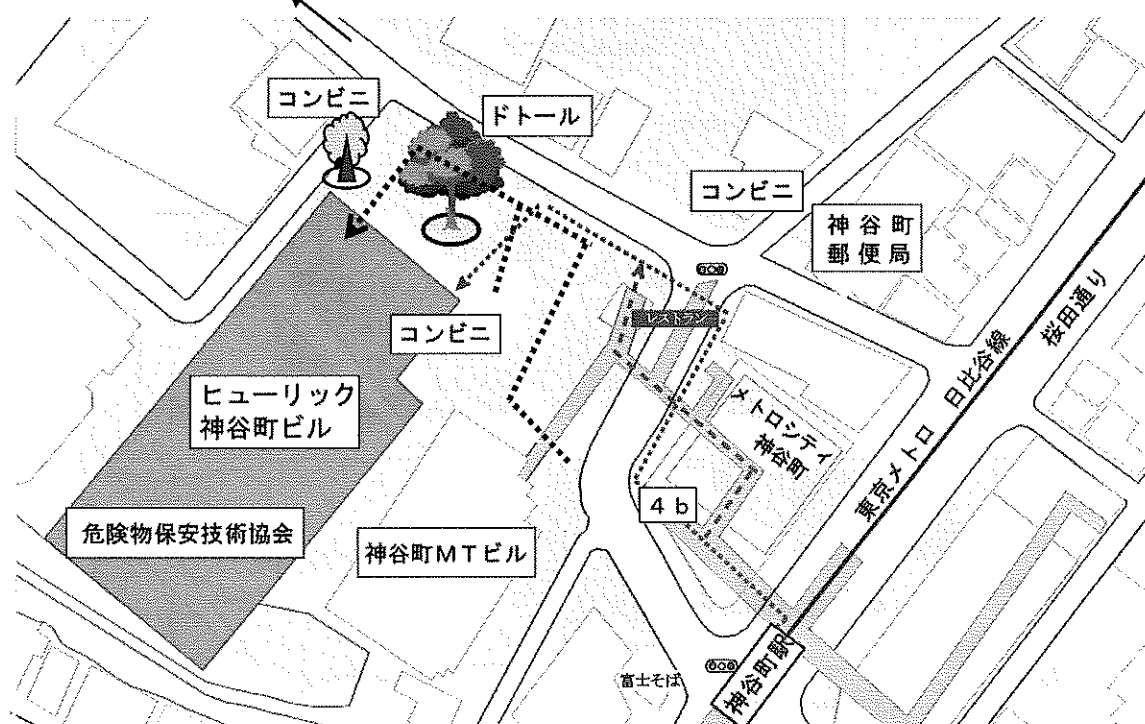 コンビニ
ドトール
コンビニ
神谷町
郵便局
桜田通り
レストラン
コンビニ
東京メトロ 日比谷線
ヒューリック
神谷町ビル
メトロシティ
神谷町
4b
危険物保安技術協会
神谷町MTビル
神谷町駅
富士そば